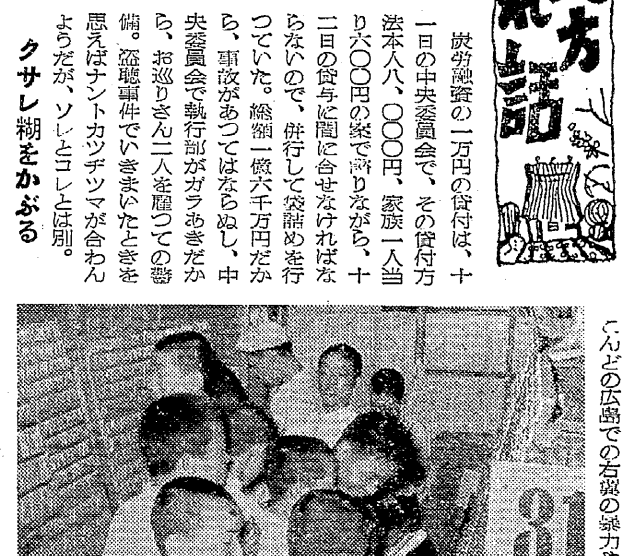 方
話
炭労融資の一万円の貸付は、十
一日の中央委員会で、その貸付方
法本人八、〇〇〇円、家族一人当
り六〇〇円の案で諮りながら、十
二日の貸与に間に合せなければな
らないので、併行して袋詰めを行
つていた。総額一億六千万円だか
ら、事故があつてはならぬし、中
央委員会で執行部がガラあきだか
ら、お巡りさん二人を雇つての警
備。盗聴事件でいきまいたときを
思えばナントカツヂツマが合わん
ようだが、ソレとコレとは別。
クサレ糊をかぶる
こんどの広島での右翼の暴力
81